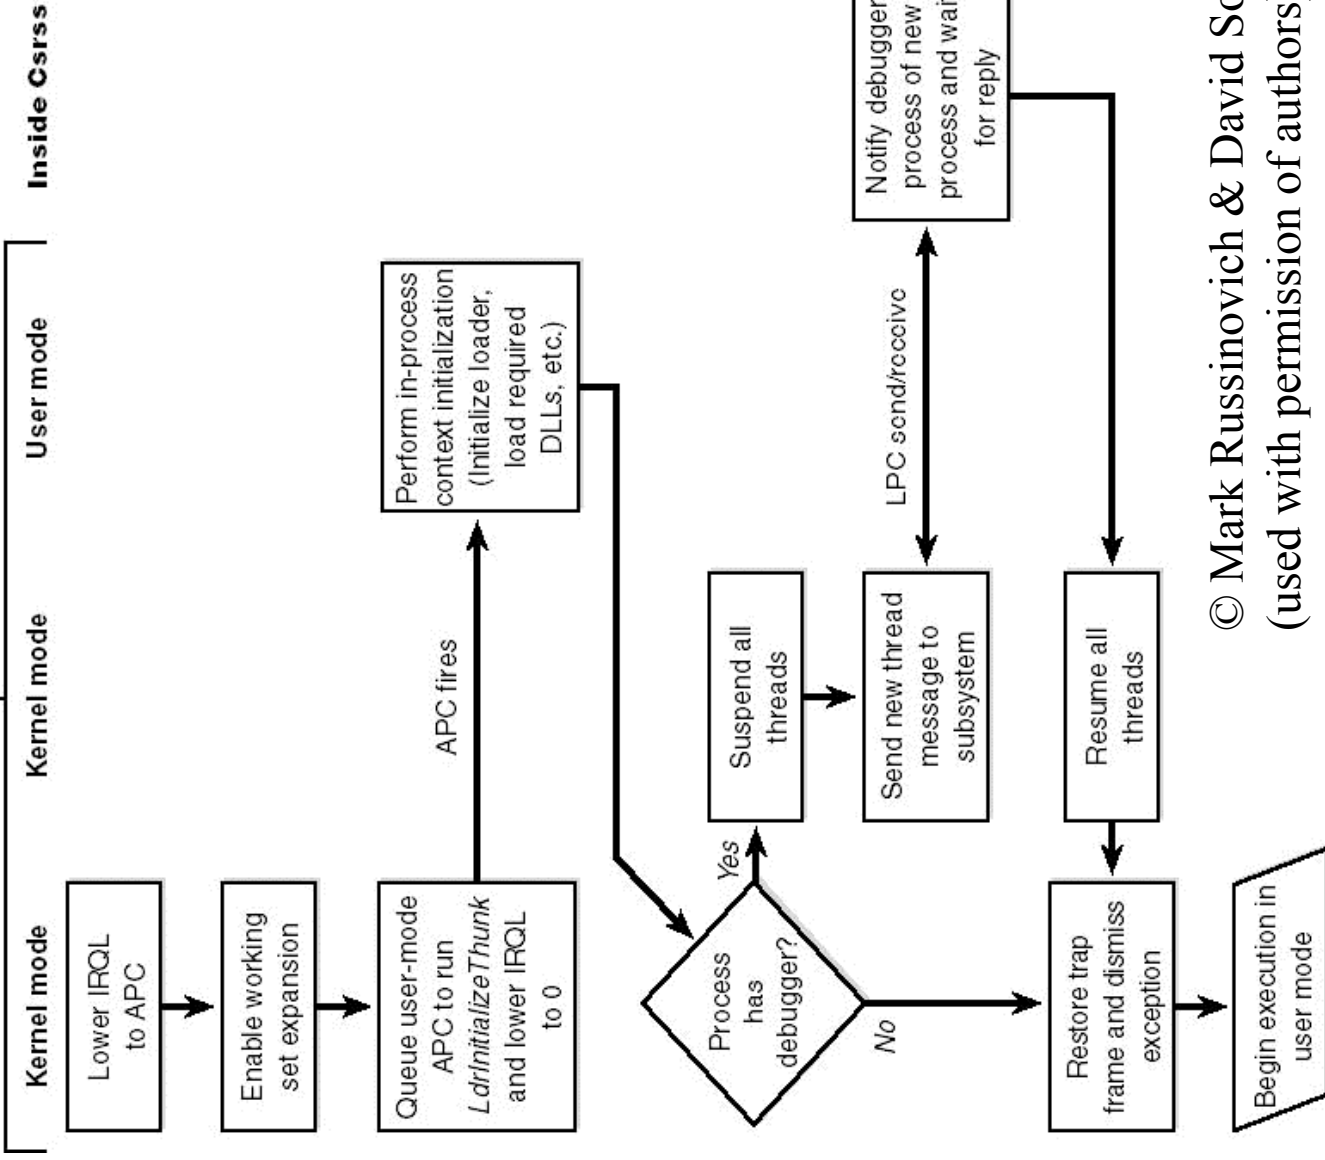 Kernel mode
Kernel mode
User mode
Inside Csrss
Lower IRQL
to APC
Enable working
set expansion
Queue user-mode
APC to run
LdrInitializeThunk
and lower IRQL
to 0
APC fires
Perform in-process
context initialization
(Initialize loader,
load required
DLLs, etc.)
Process
has
debugger?
Yes
No
Suspend all
threads
Send new thread
message to
subsystem
LPC send/receive
Notify debugger
process of new
process and wai
for reply
Resume all
threads
Restore trap
frame and dismiss
exception
Begin execution in
user mode
© Mark Russinovich & David So
(used with permission of authors)